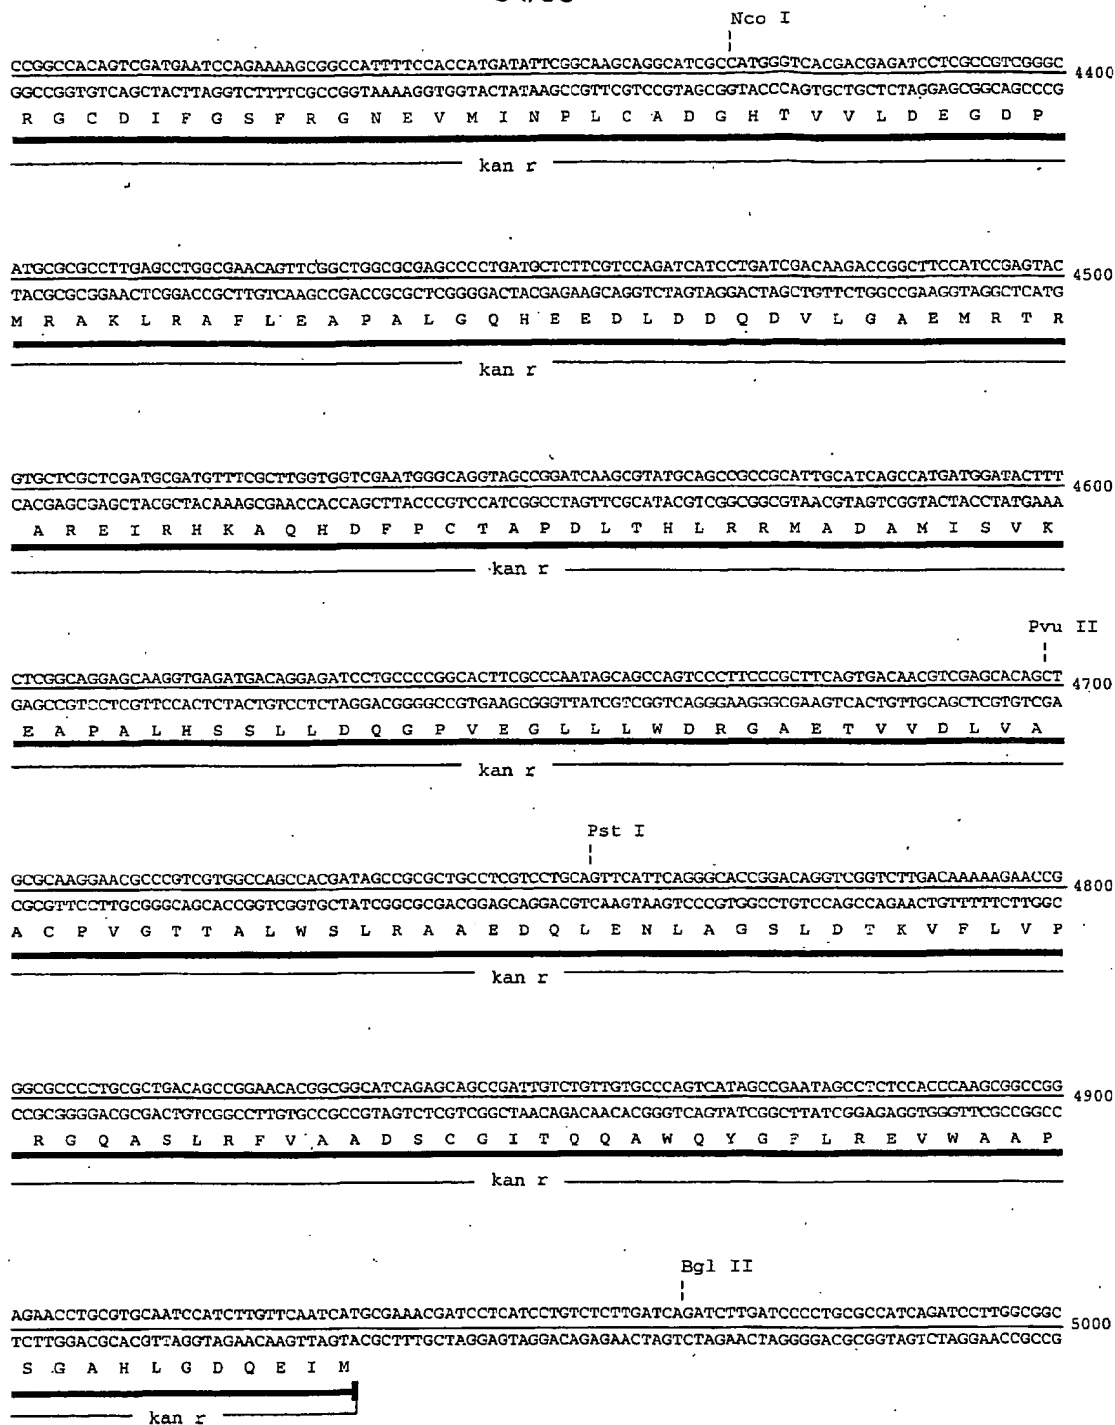 Nco I
CCGGCCACAGTCGATGAATCCAGAAAAGCGGCCATTTTCCACCATGATATTCGGCAAGCAGGCATCGCCATGGGTCACGACGAGATCCTCGCCGTCGGGC
4400
GGCCGGTGTCAGCTACTTAGGTCTTTTCGCCGGTAAAAGGTGGTACTATAAGCCGTTCGTCCGTAGCGGTACCCAGTGCTGCTCTAGGAGCGGCAGCCCG
R G C D I F G S F R G N E V M I N P L C A D G H T V V L D E G D P
kan r
ATGCGCGCCTTGAGCCTGGCGAACAGTTCGGCTGGCGCGAGCCCCTGATGCTCTTCGTCCAGATCATCCTGATCGACAAGACCGGCTTCCATCCGAGTAC
4500
TACGCGCGGAACTCGGACCGCTTGTCAAGCCGACCGCGCTCGGGGACTACGAGAAGCAGGTCTAGTAGGACTAGCTGTTCTGGCCGAAGGTAGGCTCATG
M R A K L R A F L E A P A L G Q H E E D L D D Q D V L G A E M R T R
kan r
GTGCTCGCTCGATGCGATGTTTCGCTTGGTGGTCGAATGGGCAGGTAGCCGGATCAAGCGTATGCAGCCGCCGCATTGCATCAGCCATGATGGATACTTT
4600
CACGAGCGAGCTACGCTACAAAGCGAACCACCAGCTTACCCGTCCATCGGCCTAGTTCGCATACGTCGGCGGCGTAACGTAGTCGGTACTACCTATGAAA
A R E I R H K A Q H D F P C T A P D L T H L R R M A D A M I S V K
kan r
Pvu II
CTCGGCAGGAGCAAGGTGAGATGACAGGAGATCCTGCCCCGGCACTTCGCCCAATAGCAGCCAGTCCCTTCCCGCTTCAGTGACAACGTCGAGCACAGCT
4700
GAGCCGTCCTCGTTCCACTCTACTGTCCTCTAGGACGGGGCCGTGAAGCGGGTTATCGTCGGTCAGGGAAGGGCGAAGTCACTGTTGCAGCTCGTGTCGA
E A P A L H S S L L D Q G P V E G L L L W D R G A E T V V D L V A
kan r
Pst I
GCGCAAGGAACGCCCGTCGTGGCCAGCCACGATAGCCGCGCTGCCTCGTCCTGCAGTTCATTCAGGGCACCGGACAGGTCGGTCTTGACAAAAAGAACCG
4800
CGCGTTCCTTGCGGGCAGCACCGGTCGGTGCTATCGGCGCGACGGAGCAGGACGTCAAGTAAGTCCCGTGGCCTGTCCAGCCAGAACTGTTTTTCTTGGC
A C P V G T T A L W S L R A A E D Q L E N L A G S L D T K V F L V P
kan r
GGCGCCCCTGCGCTGACAGCCGGAACACGGCGGCATCAGAGCAGCCGATTGTCTGTTGTGCCCAGTCATAGCCGAATAGCCTCTCCACCCAAGCGGCCGG
4900
CCGCGGGGACGCGACTGTCGGCCTTGTGCCGCCGTAGTCTCGTCGGCTAACAGACAACACGGGTCAGTATCGGCTTATCGGAGAGGTGGGTTCGCCGGCC
R G Q A S L R F V A A D S C G I T Q Q A W Q Y G F L R E V W A A P
kan r
Bgl II
AGAACCTGCGTGCAATCCATCTTGTTCAATCATGCGAAACGATCCTCATCCTGTCTCTTGATCAGATCTTGATCCCCTGCGCCATCAGATCCTTGGCGGC
5000
TCTTGGACGCACGTTAGGTAGAACAAGTTAGTACGCTTTGCTAGGAGTAGGACAGAGAACTAGTCTAGAACTAGGGGACGCGGTAGTCTAGGAACCGCCG
S G A H L G D Q E I M
kan r